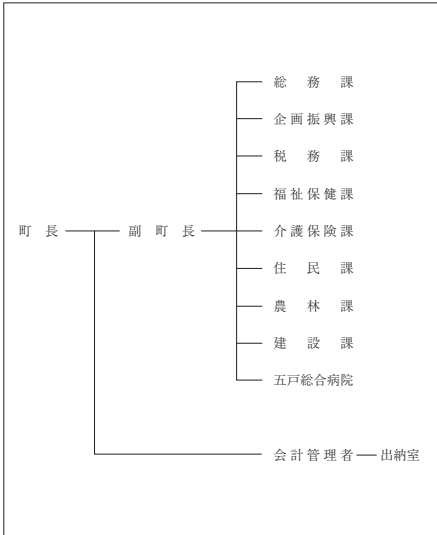 総務課
企画振興課
税務課
福祉保健課
町長 副町長 介護保険課
住民課
農林課
建設課
五戸総合病院
会計管理者 出納室